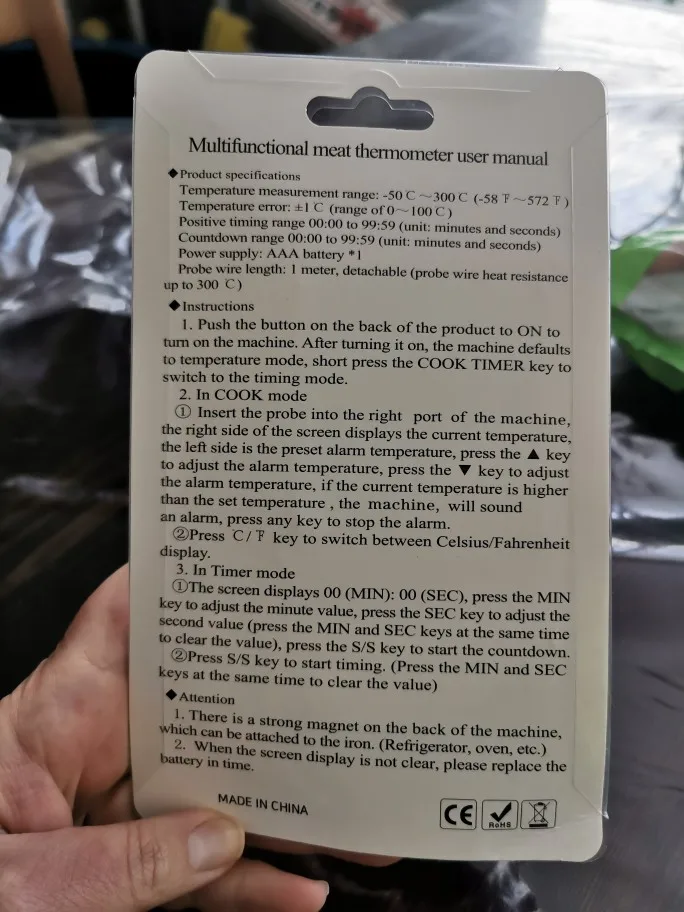 Multifunctional meat thermometer user manual
◆Product specifications
Temperature measurement range: -50℃～300℃ (-58℉～572℉)
Temperature error: ±1℃ (range of 0～100℃)
Positive timing range 00:00 to 99:59 (unit: minutes and seconds)
Countdown range 00:00 to 99:59 (unit: minutes and seconds)
Power supply: AAA battery *1
Probe wire length: 1 meter, detachable (probe wire heat resistance
up to 300 ℃)
◆Instructions
1. Push the button on the back of the product to ON to
turn on the machine. After turning it on, the machine defaults
to temperature mode, short press the COOK TIMER key to
switch to the timing mode.
2. In COOK mode
① Insert the probe into the right port of the machine,
the right side of the screen displays the current temperature,
the left side is the preset alarm temperature, press the ▲ key
to adjust the alarm temperature, press the ▼ key to adjust
the alarm temperature, if the current temperature is higher
than the set temperature , the machine, will sound
an alarm, press any key to stop the alarm.
②Press ℃/℉ key to switch between Celsius/Fahrenheit
display.
3. In Timer mode
①The screen displays 00 (MIN): 00 (SEC), press the MIN
key to adjust the minute value, press the SEC key to adjust the
second value (press the MIN and SEC keys at the same time
to clear the value), press the S/S key to start the countdown.
②Press S/S key to start timing. (Press the MIN and SEC
keys at the same time to clear the value)
◆Attention
1. There is a strong magnet on the back of the machine,
which can be attached to the iron. (Refrigerator, oven, etc.)
2. When the screen display is not clear, please replace the
battery in time.
MADE IN CHINA
CE RoHS